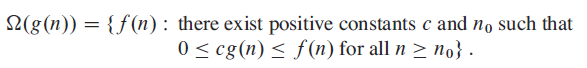 Ω(g(n)) = {f(n) : there exist positive constants c and n₀ such that
0 ≤ cg(n) ≤ f(n) for all n ≥ n₀} .